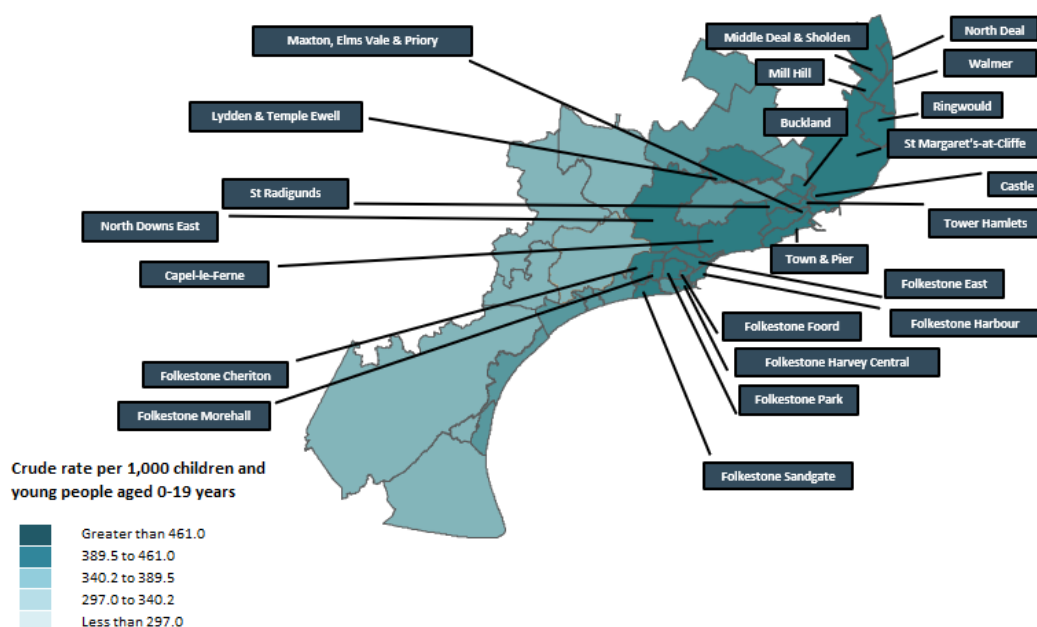 Maxton, Elms Vale & Priory
Middle Deal & Sholden
North Deal
Mill Hill
Walmer
Lydden & Temple Ewell
Buckland
Ringwould
St Margaret's-at-Cliffe
St Radigunds
Castle
North Downs East
Tower Hamlets
Capel-le-Ferne
Town & Pier
Folkestone East
Folkestone Foord
Folkestone Harbour
Folkestone Cheriton
Folkestone Harvey Central
Folkestone Morehall
Folkestone Park
Folkestone Sandgate
Crude rate per 1,000 children and
young people aged 0-19 years
Greater than 461.0
389.5 to 461.0
340.2 to 389.5
297.0 to 340.2
Less than 297.0